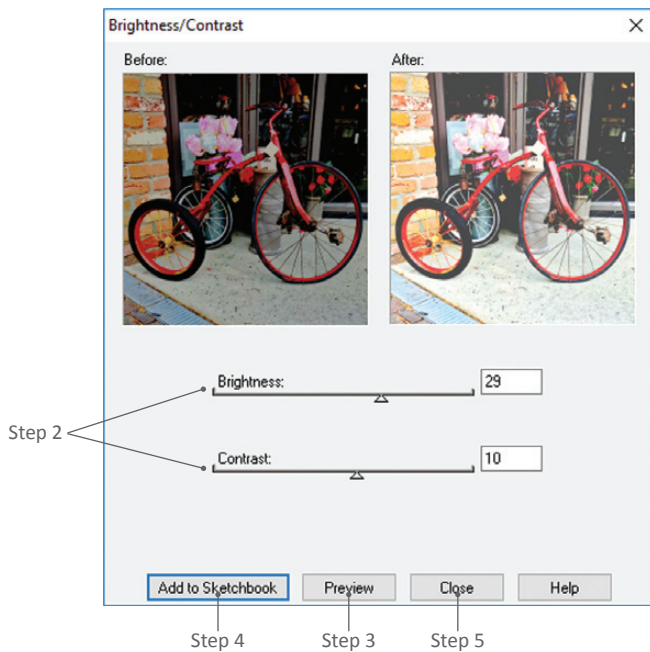 Brightness/Contrast
Before:
After:
Brightness:
29
Step 2
Contrast:
10
Add to Sketchbook
Preview
Close
Help
Step 4
Step 3
Step 5